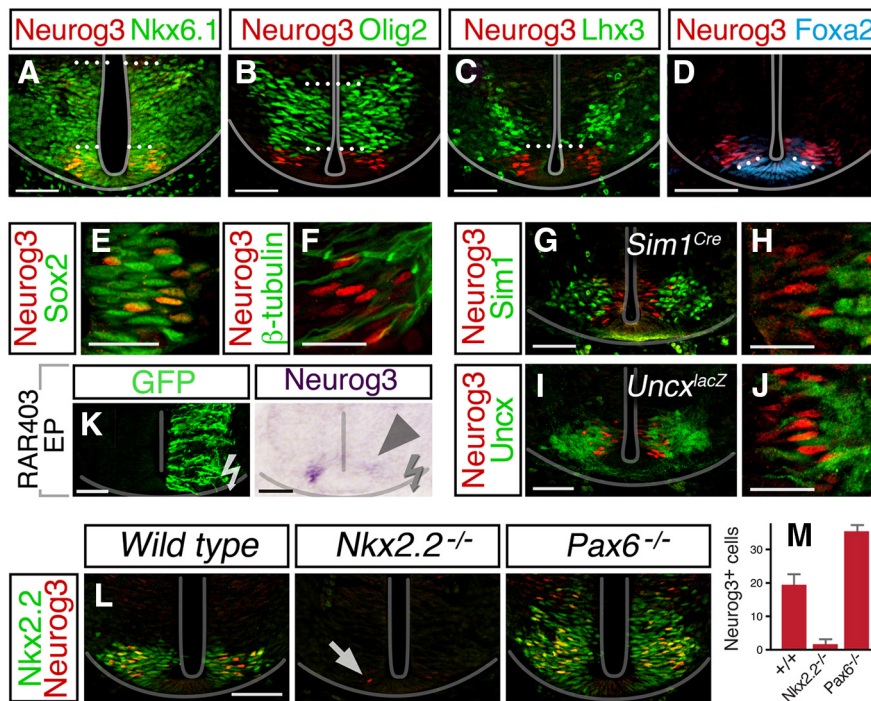 Neurog3 Nkx6.1
Neurog3 Olig2
Neurog3 Lhx3
Neurog3 Foxa2
A
B
C
D
Neurog3
Sox2
E
Neurog3
β-tubulin
F
Neurog3
Sim1
G
Sim1Cre
H
RAR403
EP
GFP
Neurog3
K
Neurog3
Uncx
I
UncxlacZ
J
Wild type
Nkx2.2-/-
Pax6-/-
Nkx2.2
Neurog3
L
M
Neurog3+ cells
30
20
10
0
+/+
Nkx2.2-/-
Pax6-/-